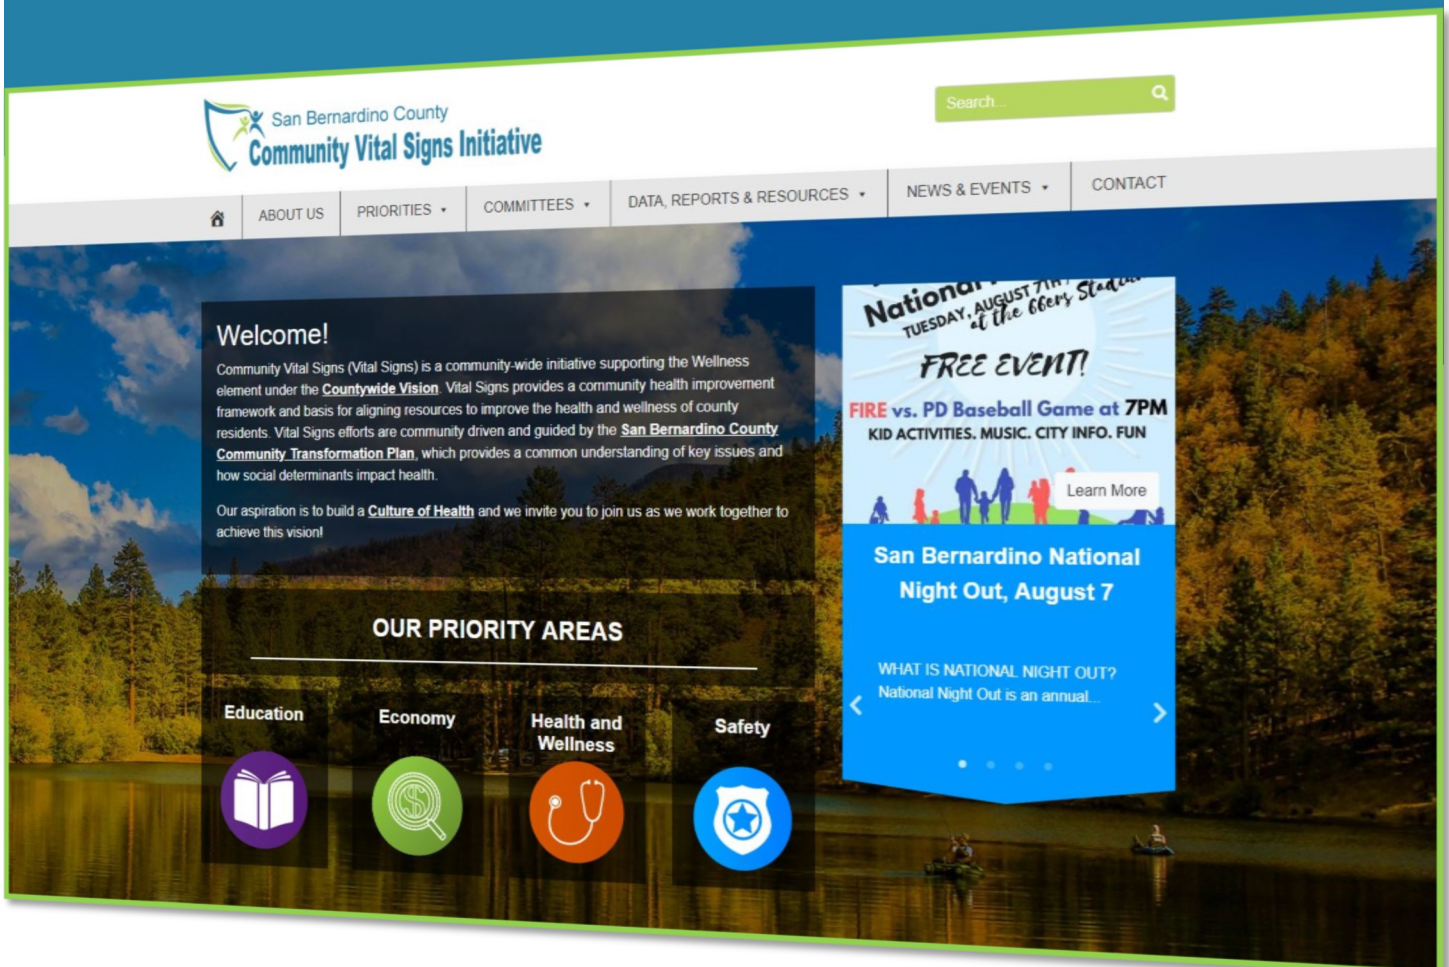 San Bernardino County
Community Vital Signs Initiative
Search...
ABOUT US
PRIORITIES
COMMITTEES
DATA, REPORTS & RESOURCES
NEWS & EVENTS
CONTACT
Welcome!
Community Vital Signs (Vital Signs) is a community-wide initiative supporting the Wellness
element under the Countywide Vision. Vital Signs provides a community health improvement
framework and basis for aligning resources to improve the health and wellness of county
residents. Vital Signs efforts are community driven and guided by the San Bernardino County
Community Transformation Plan, which provides a common understanding of key issues and
how social determinants impact health.
Our aspiration is to build a Culture of Health and we invite you to join us as we work together to
achieve this vision!
OUR PRIORITY AREAS
Education
Economy
Health and
Wellness
Safety
National
TUESDAY, AUGUST 7TH
at the 66ers Stadium
FREE EVENT!
FIRE vs. PD Baseball Game at 7PM
KID ACTIVITIES. MUSIC. CITY INFO. FUN
Learn More
San Bernardino National
Night Out, August 7
WHAT IS NATIONAL NIGHT OUT?
National Night Out is an annual...